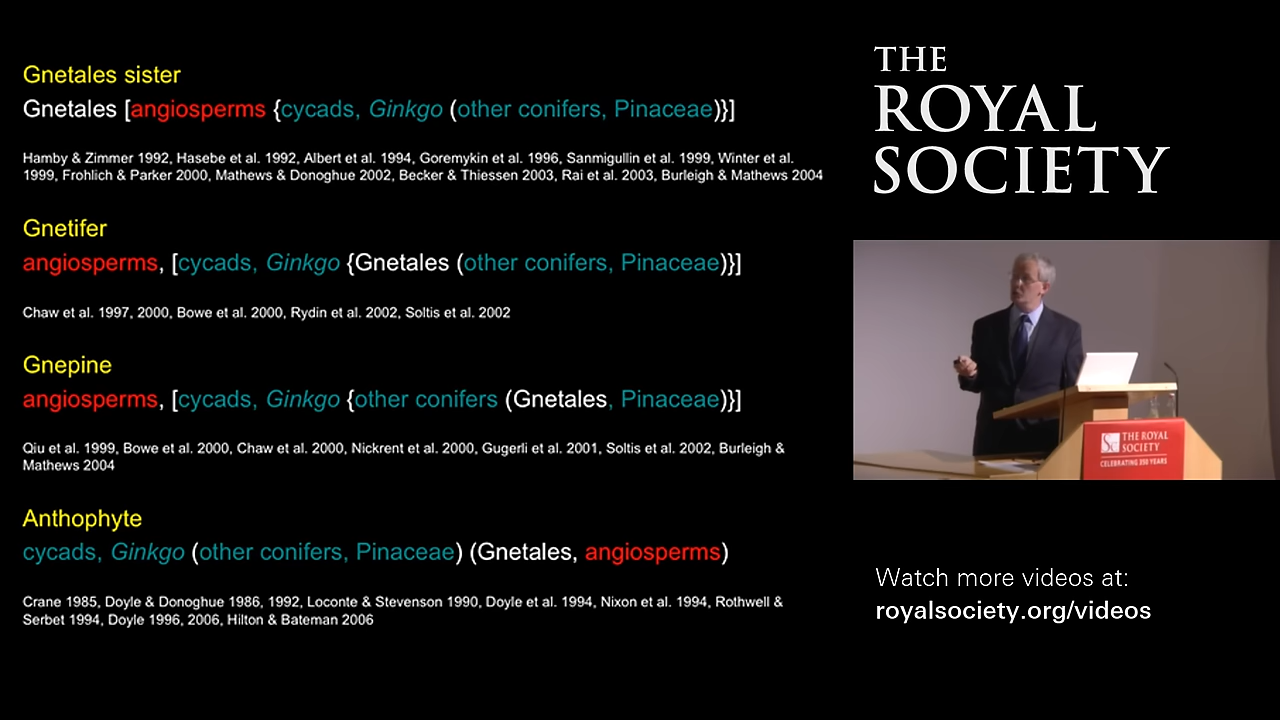 Gnetales sister
Gnetales [angiosperms {cycads, Ginkgo (other conifers, Pinaceae)}]
Hamby & Zimmer 1992, Hasebe et al. 1992, Albert et al. 1994, Goremykin et al. 1996, Sanmigullin et al. 1999, Winter et al.
1999, Frohlich & Parker 2000, Mathews & Donoghue 2002, Becker & Thiessen 2003, Rai et al. 2003, Burleigh & Mathews 2004
Gnetifer
angiosperms, [cycads, Ginkgo {Gnetales (other conifers, Pinaceae)}]
Chaw et al. 1997, 2000, Bowe et al. 2000, Rydin et al. 2002, Soltis et al. 2002
Gnepine
angiosperms, [cycads, Ginkgo {other conifers (Gnetales, Pinaceae)}]
Qiu et al. 1999, Bowe et al. 2000, Chaw et al. 2000, Nickrent et al. 2000, Gugerli et al. 2001, Soltis et al. 2002, Burleigh &
Mathews 2004
Anthophyte
cycads, Ginkgo (other conifers, Pinaceae) (Gnetales, angiosperms)
Crane 1985, Doyle & Donoghue 1986, 1992, Loconte & Stevenson 1990, Doyle et al. 1994, Nixon et al. 1994, Rothwell &
Serbet 1994, Doyle 1996, 2006, Hilton & Bateman 2006
THE
ROYAL
SOCIETY
THE ROYAL
SOCIETY
CELEBRATING 350 YEARS
Watch more videos at:
royalsociety.org/videos